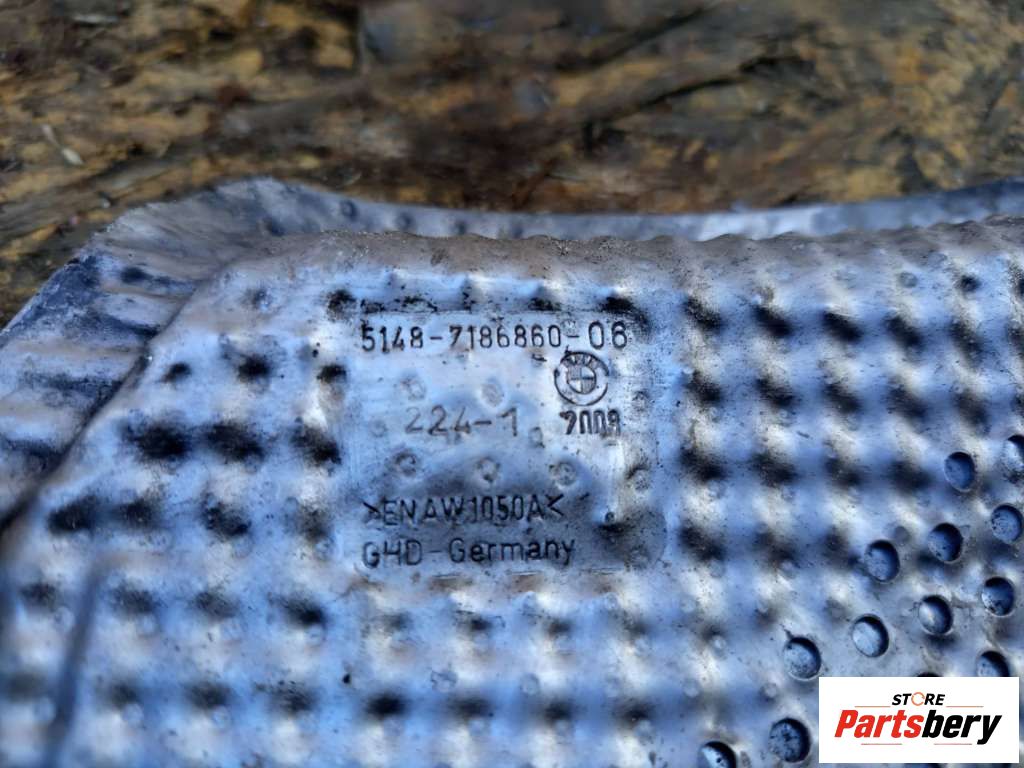 5148-7186860-06
224-1 2009
>ENAW1050A<
GHD-Germany
STORE
Partsbery